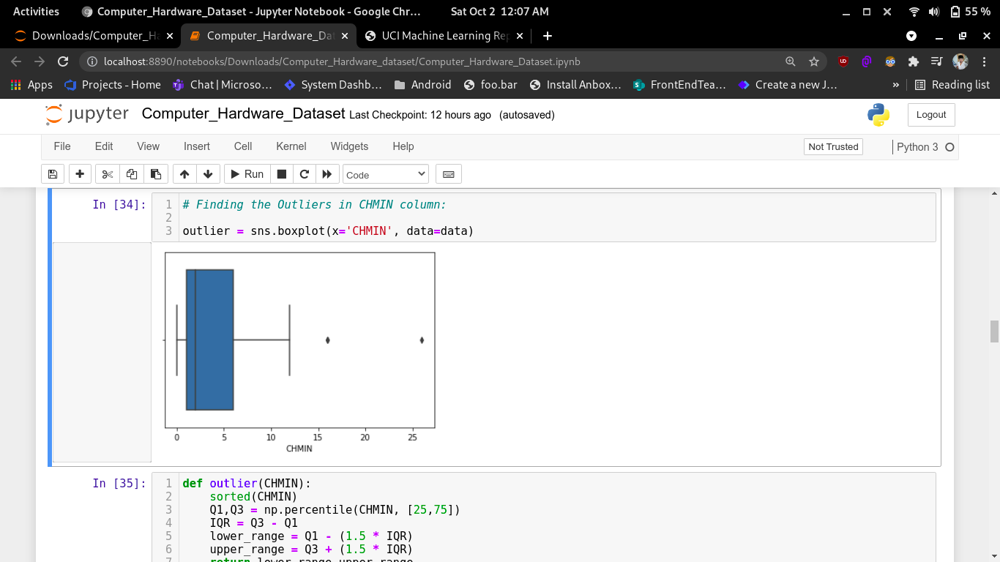 Activities Computer_Hardware_Dataset - Jupyter Notebook - Google Chr... Sat Oct 2 12:07 AM 55 %
Downloads/Computer_Ha Computer_Hardware_Dat UCI Machine Learning Rep
localhost:8890/notebooks/Downloads/Computer_Hardware_dataset/Computer_Hardware_Dataset.ipynb
Apps Projects - Home Chat | Microso... System Dashb... Android foo.bar Install Anbox... FrontEndTea... Create a new J... » Reading list
jupyter Computer_Hardware_Dataset Last Checkpoint: 12 hours ago (autosaved) Logout
File Edit View Insert Cell Kernel Widgets Help Not Trusted Python 3
Run Code
In [34]: 1 # Finding the Outliers in CHMIN column:
2
3 outlier = sns.boxplot(x='CHMIN', data=data)
0 5 10 15 20 25
CHMIN
In [35]: 1 def outlier(CHMIN):
2 sorted(CHMIN)
3 Q1,Q3 = np.percentile(CHMIN, [25,75])
4 IQR = Q3 - Q1
5 lower_range = Q1 - (1.5 * IQR)
6 upper_range = Q3 + (1.5 * IQR)
7 return lower_range,upper_range